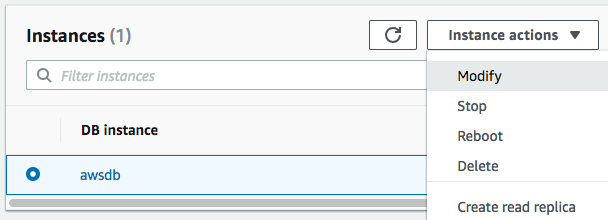 Instances (1)
Instance actions
Filter instances
Modify
Stop
DB instance
Reboot
Delete
awsdb
Create read replica